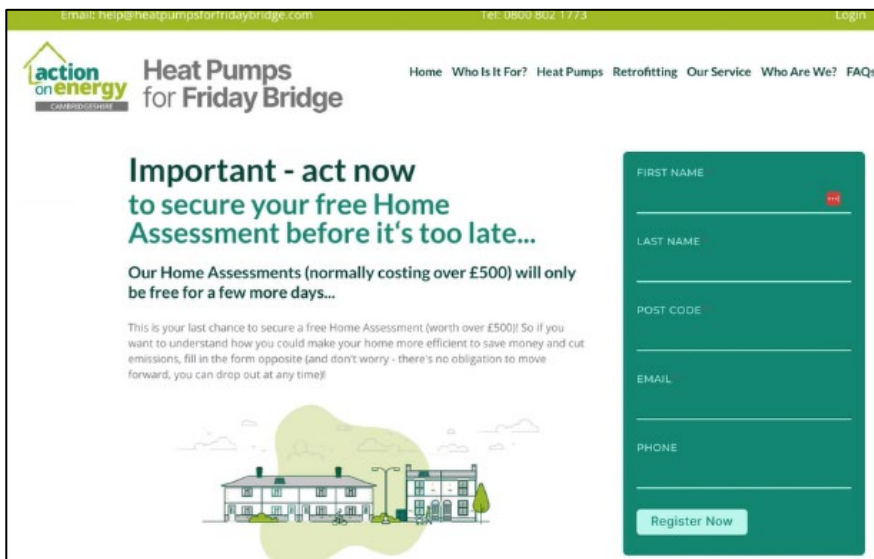 Email: help@heatpumpsforfridaybridge.com Tel: 0800 802 1773 Login
action
on energy
CAMBRIDGESHIRE
Heat Pumps
for Friday Bridge
Home Who Is It For? Heat Pumps Retrofitting Our Service Who Are We? FAQs
Important - act now
to secure your free Home
Assessment before it's too late...
Our Home Assessments (normally costing over £500) will only
be free for a few more days...
This is your last chance to secure a free Home Assessment (worth over £500)! So if you
want to understand how you could make your home more efficient to save money and cut
emissions, fill in the form opposite (and don't worry - there's no obligation to move
forward, you can drop out at any time)!
FIRST NAME
LAST NAME
POST CODE
EMAIL
PHONE
Register Now